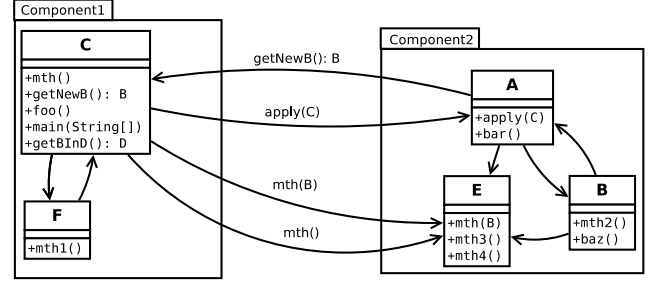 Component1
C
+mth()
+getNewB(): B
+foo()
+main(String[])
+getBInD(): D
F
+mth1()
getNewB(): B
apply(C)
mth(B)
mth()
Component2
A
+apply(C)
+bar()
E
+mth(B)
+mth3()
+mth4()
B
+mth2()
+baz()